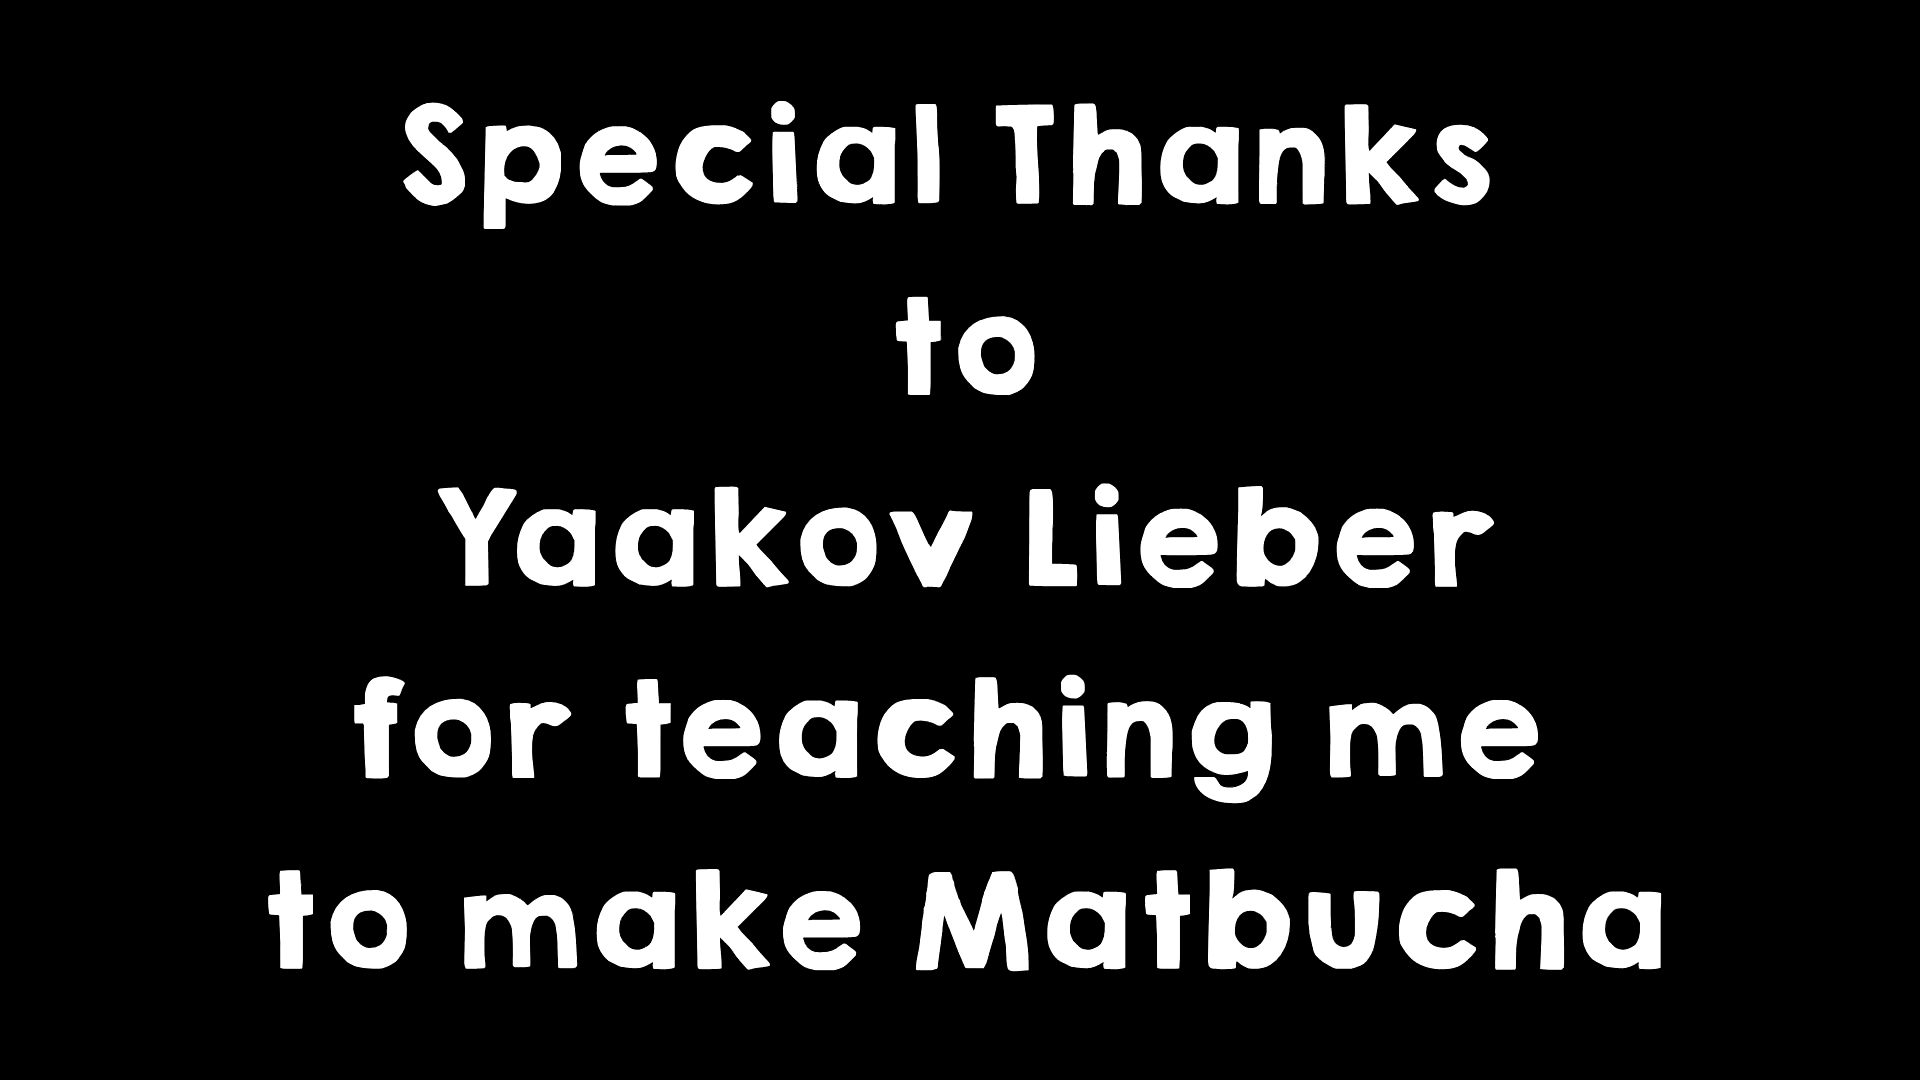 Special Thanks
to
Yaakov Lieber
for teaching me
to make Matbucha